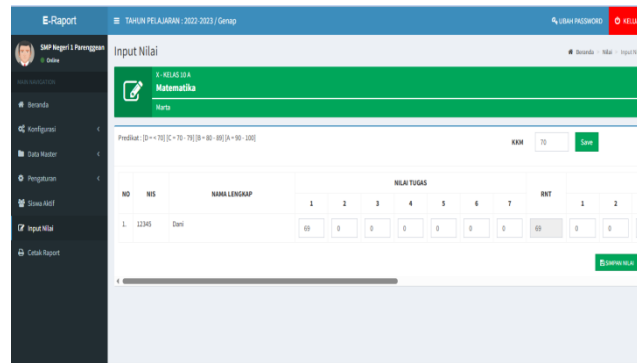 E-Raport
TAHUN PELAJARAN : 2022-2023 / Genap
UBAH PASSWORD
SMP Negeri 1 Parenggean
Online
MAIN NAVIGATION
Beranda
Konfigurasi
Data Master
Pengaturan
Siswa Aktif
Input Nilai
Cetak Raport
Input Nilai
Beranda > Nilai > Input
X - KELAS 10 A
Matematika
Marta
Predikat : [D = < 70] [C = 70 - 79] [B = 80 - 89] [A = 90 - 100]
KKM 70 Save
NILAI TUGAS
NO NIS NAMA LENGKAP 1 2 3 4 5 6 7 RNT 1 2
1. 12345 Dani 69 0 0 0 0 0 0 69 0 0
SIMPAN NILAI